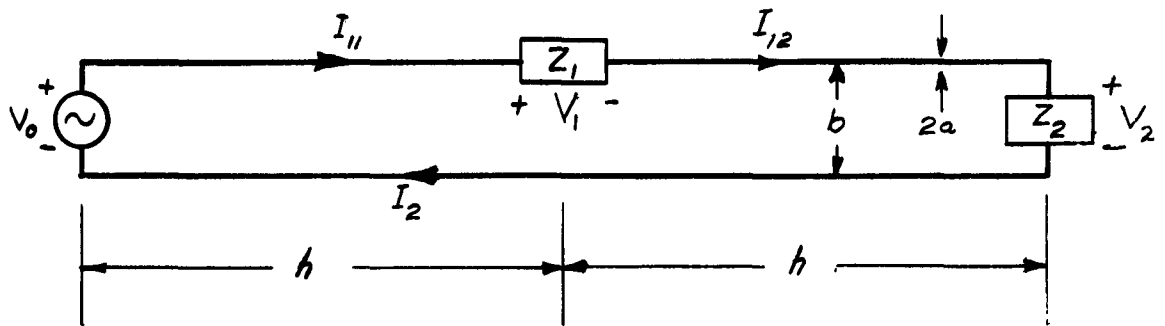 I₁₁
I₁₂
Z₁
+ V₁ -
+
V₀
-
b
2a
Z₂
+
V₂
-
I₂
h
h